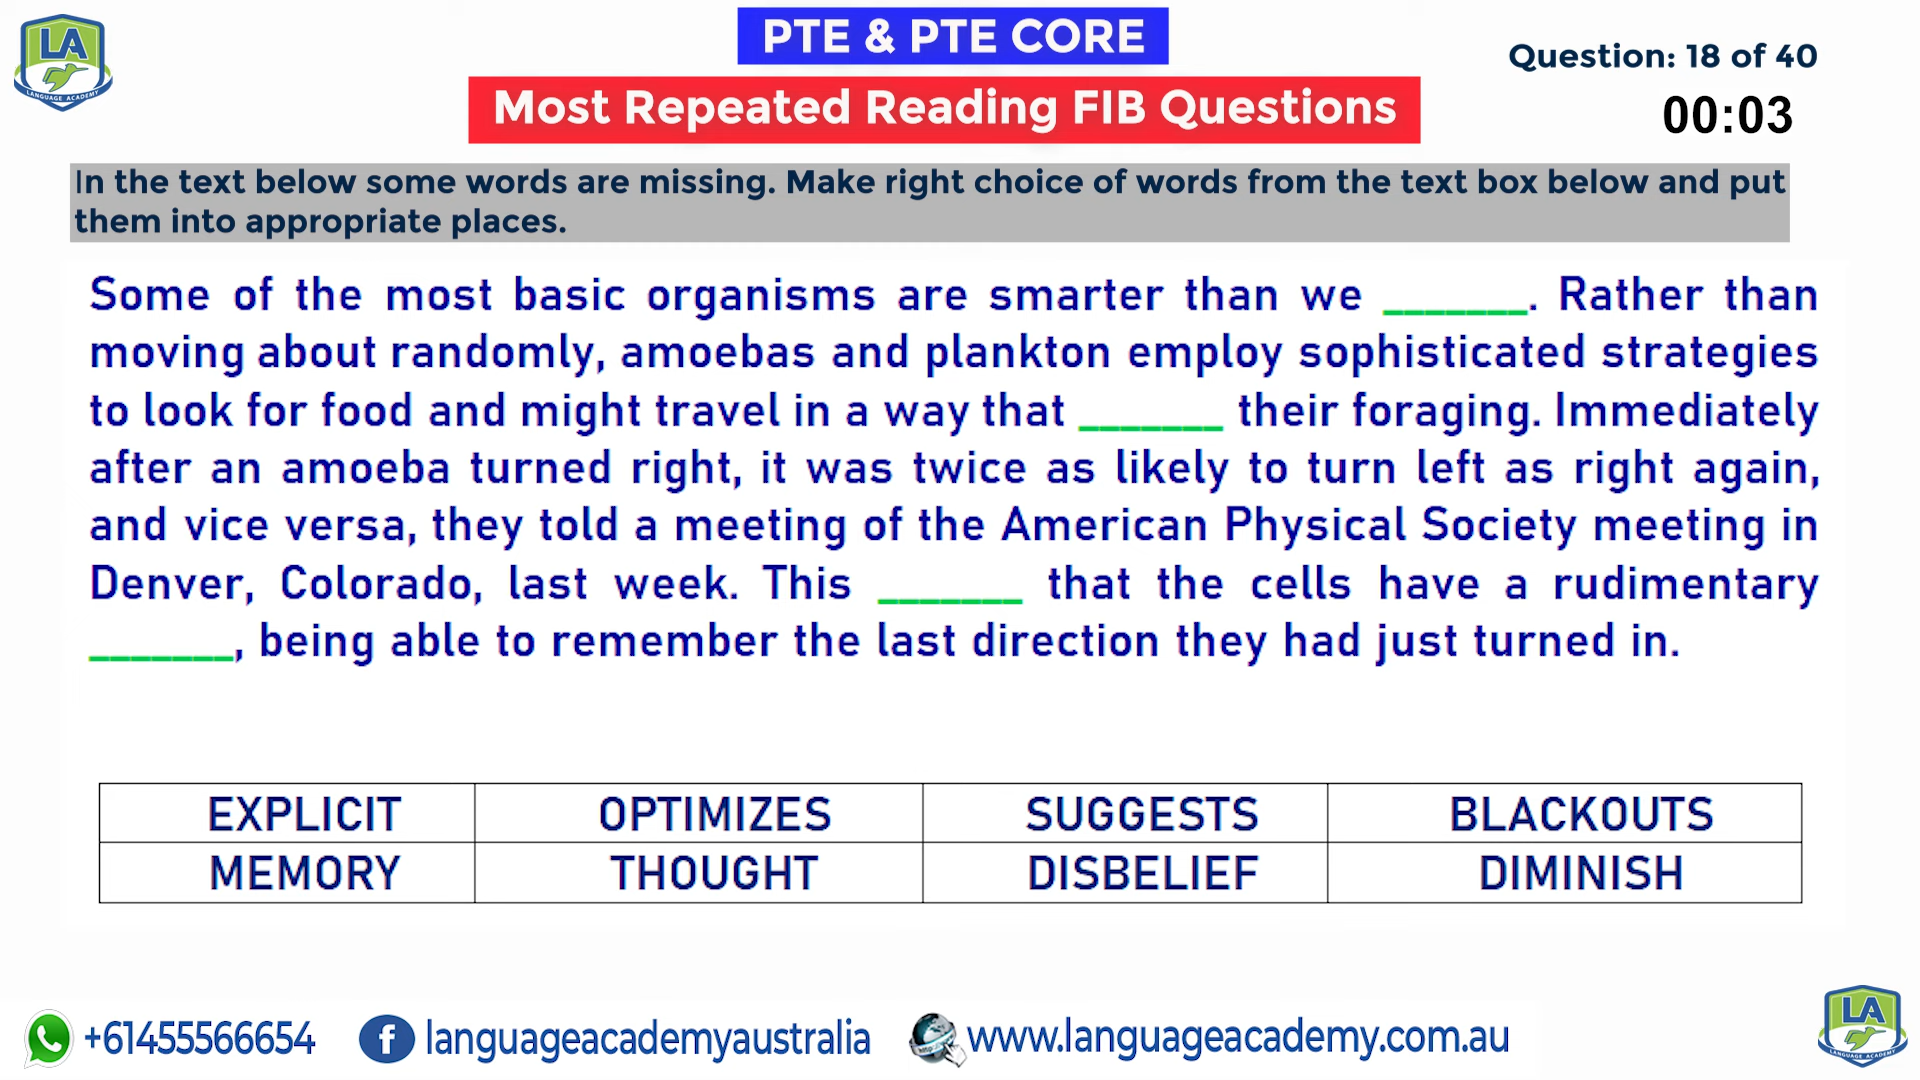 LA
LANGUAGE ACADEMY
PTE & PTE CORE
Question: 18 of 40
Most Repeated Reading FIB Questions
00:03
In the text below some words are missing. Make right choice of words from the text box below and put
them into appropriate places.
Some of the most basic organisms are smarter than we _______. Rather than
moving about randomly, amoebas and plankton employ sophisticated strategies
to look for food and might travel in a way that _______ their foraging. Immediately
after an amoeba turned right, it was twice as likely to turn left as right again,
and vice versa, they told a meeting of the American Physical Society meeting in
Denver, Colorado, last week. This _______ that the cells have a rudimentary
_______, being able to remember the last direction they had just turned in.
EXPLICIT OPTIMIZES SUGGESTS BLACKOUTS
MEMORY THOUGHT DISBELIEF DIMINISH
+61455566654 f languageacademyaustralia www.languageacademy.com.au
LA
LANGUAGE ACADEMY